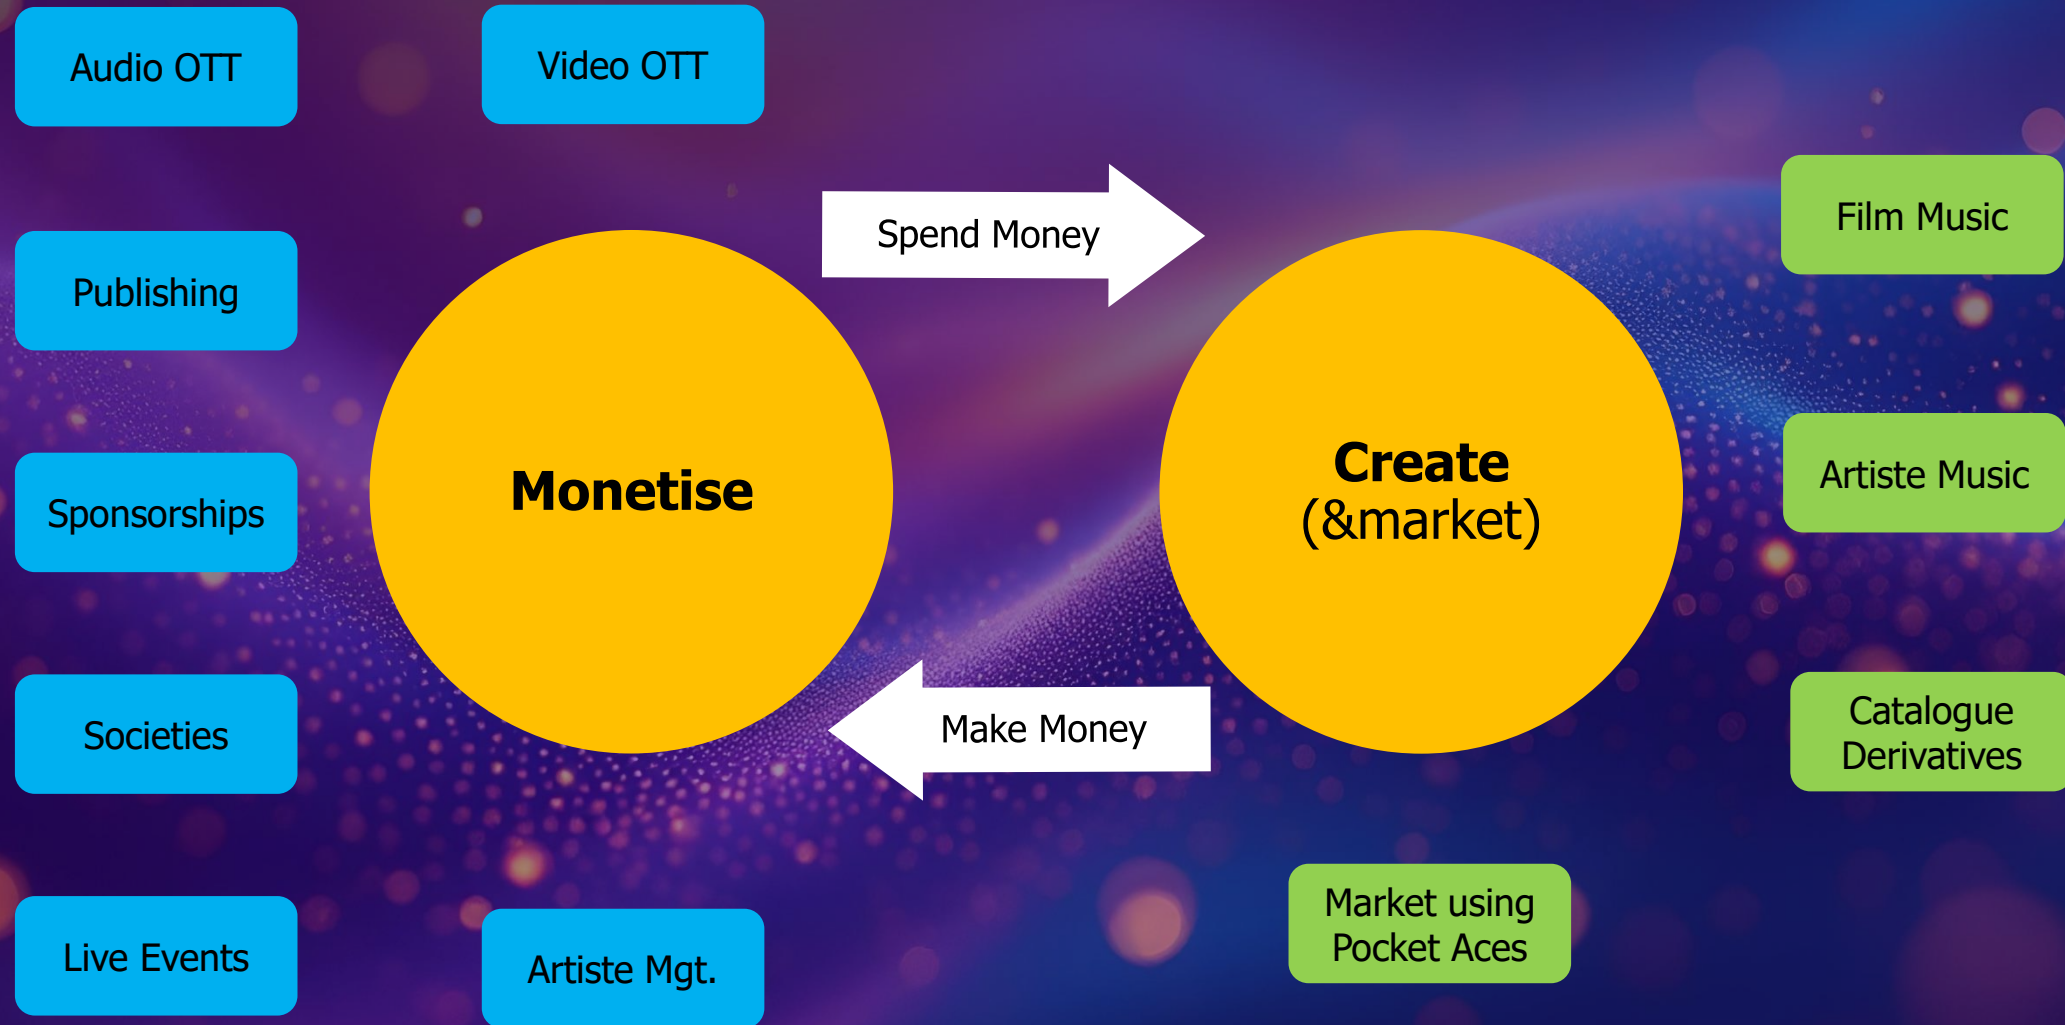 Audio OTT
Video OTT
Publishing
Sponsorships
Societies
Live Events
Artiste Mgt.
Monetise
Spend Money
Make Money
Create
(&market)
Film Music
Artiste Music
Catalogue
Derivatives
Market using
Pocket Aces